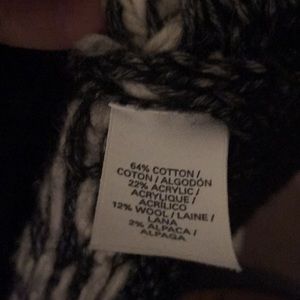 64% COTTON /
COTON / ALGODÓN
22% ACRYLIC /
ACRYLIQUE /
ACRÍLICO
12% WOOL / LAINE /
LANA
2% ALPACA /
ALPAGA